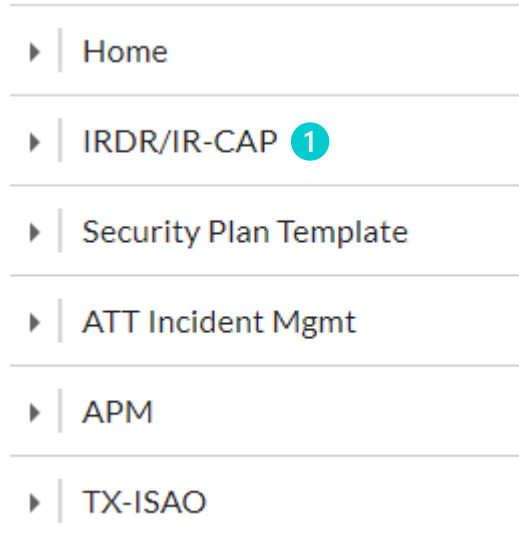 Home
IRDR/IR-CAP 1
Security Plan Template
ATT Incident Mgmt
APM
TX-ISAO